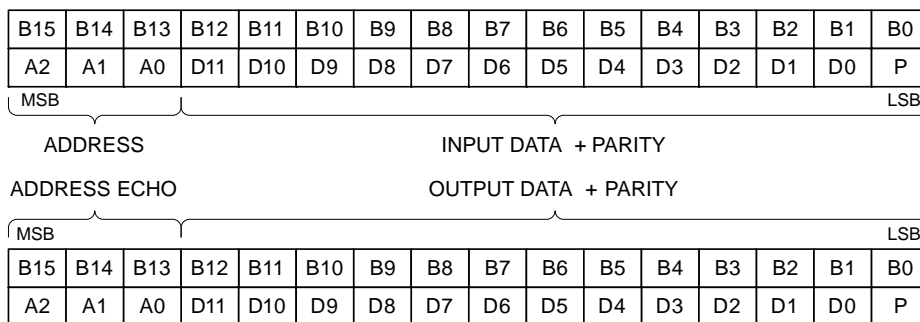 B15 B14 B13 B12 B11 B10 B9 B8 B7 B6 B5 B4 B3 B2 B1 B0
A2 A1 A0 D11 D10 D9 D8 D7 D6 D5 D4 D3 D2 D1 D0 P
MSB LSB
ADDRESS INPUT DATA + PARITY
ADDRESS ECHO OUTPUT DATA + PARITY
MSB LSB
B15 B14 B13 B12 B11 B10 B9 B8 B7 B6 B5 B4 B3 B2 B1 B0
A2 A1 A0 D11 D10 D9 D8 D7 D6 D5 D4 D3 D2 D1 D0 P